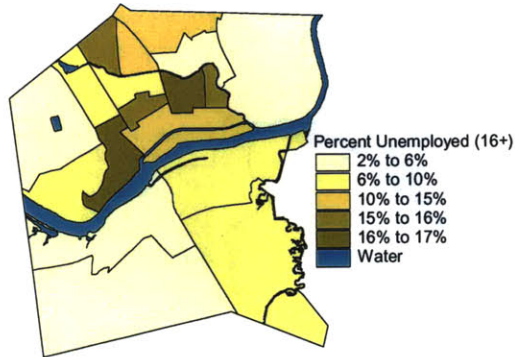 Percent Unemployed (16+)
2% to 6%
6% to 10%
10% to 15%
15% to 16%
16% to 17%
Water